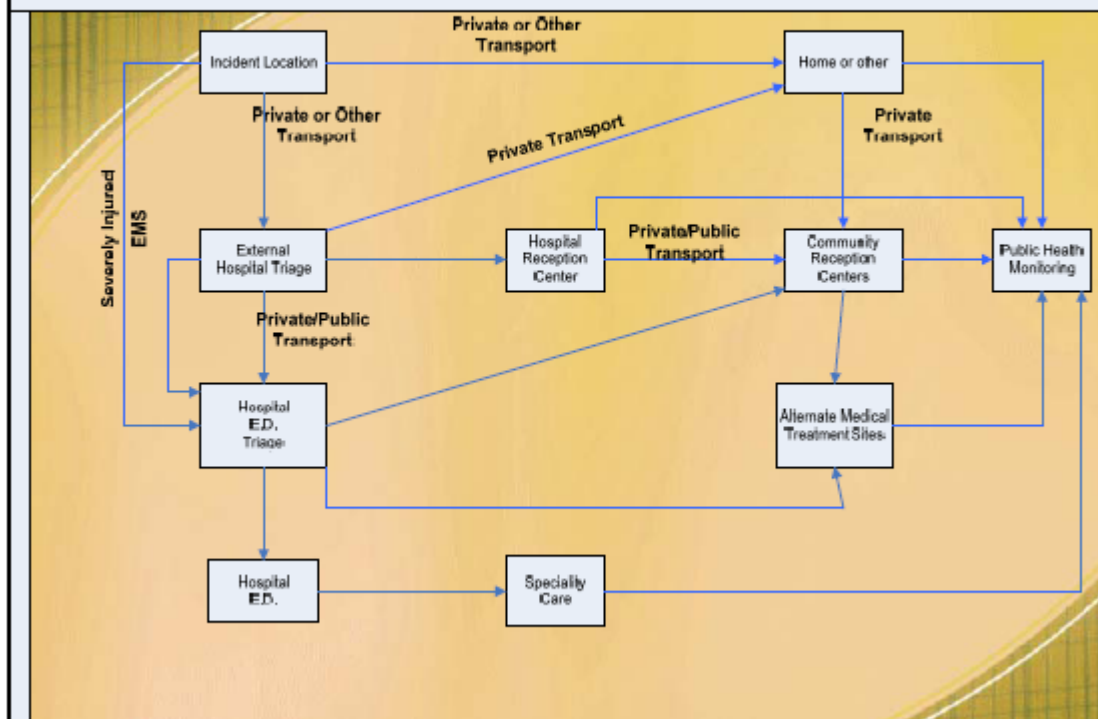 Private or Other
Transport
Incident Location
Home or other
Private or Other
Transport
Private
Transport
Private Transport
Severely Injured
EMS
External
Hospital Triage
Hospital
Reception
Center
Private/Public
Transport
Community
Reception
Centers
Public Health
Monitoring
Private/Public
Transport
Hospital
E.D.
Triage
Alternate Medical
Treatment Sites
Hospital
E.D.
Speciality
Care